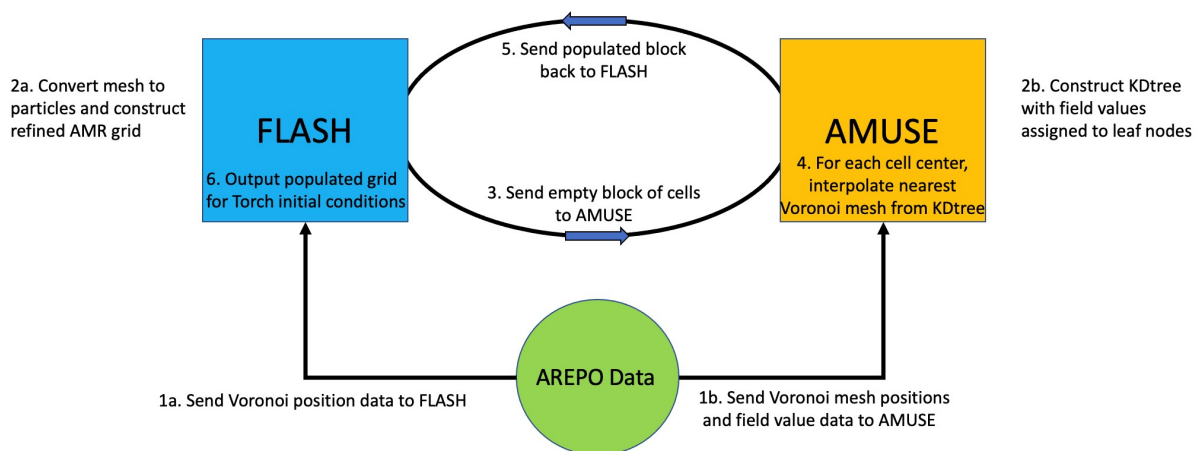 5. Send populated block
back to FLASH
2a. Convert mesh to
particles and construct
refined AMR grid
FLASH
6. Output populated grid
for Torch initial conditions
AMUSE
4. For each cell center,
interpolate nearest
Voronoi mesh from KDtree
2b. Construct KDtree
with field values
assigned to leaf nodes
3. Send empty block of cells
to AMUSE
AREPO Data
1a. Send Voronoi position data to FLASH
1b. Send Voronoi mesh positions
and field value data to AMUSE